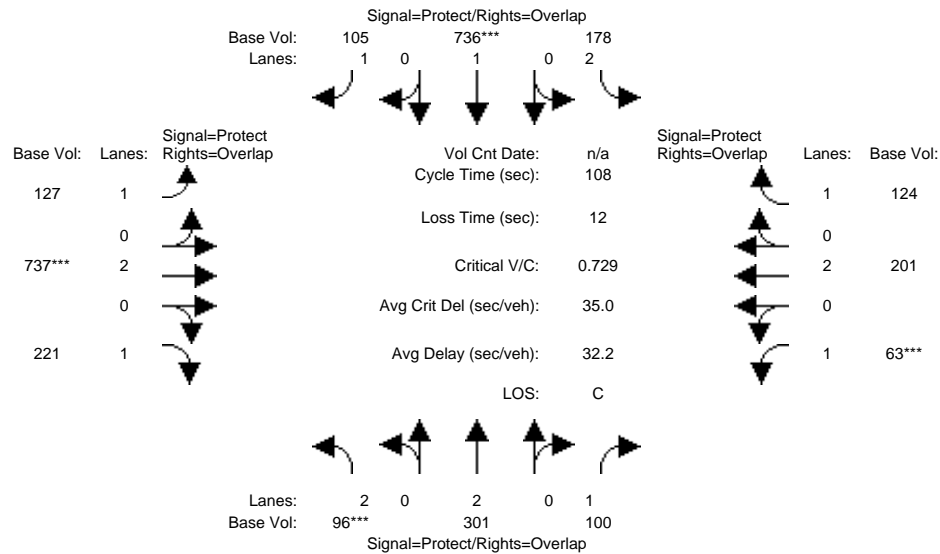 Signal=Protect/Rights=Overlap
Base Vol: 105 736*** 178
Lanes: 1 0 1 0 2
Signal=Protect Signal=Protect
Base Vol: Lanes: Rights=Overlap Vol Cnt Date: n/a Rights=Overlap Lanes: Base Vol:
Cycle Time (sec): 108
127 1 1 124
Loss Time (sec): 12
0 0
737*** 2 Critical V/C: 0.729 2 201
0 Avg Crit Del (sec/veh): 35.0 0
221 1 Avg Delay (sec/veh): 32.2 1 63***
LOS: C
Lanes: 2 0 2 0 1
Base Vol: 96*** 301 100
Signal=Protect/Rights=Overlap